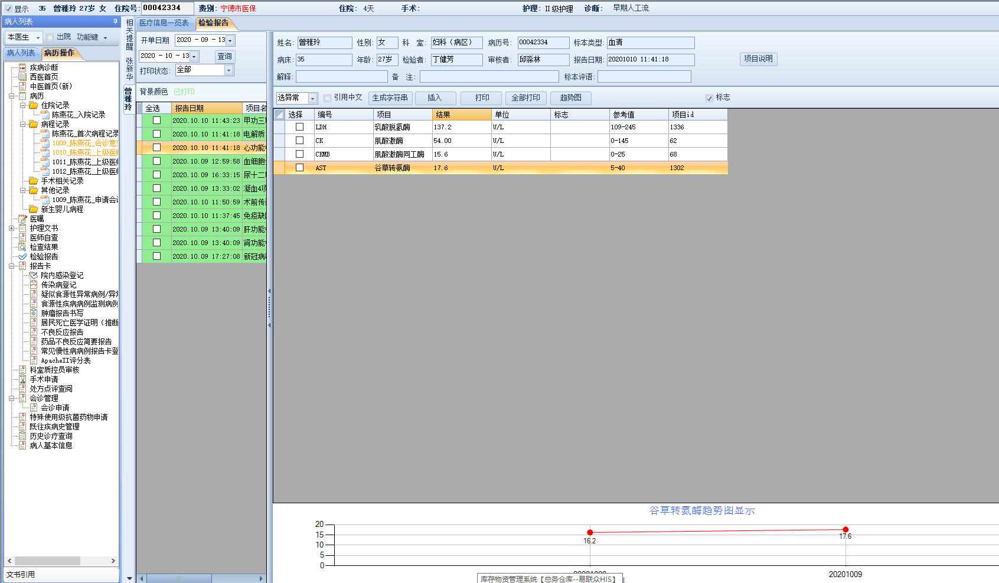 显示 35 曾雅玲 27岁 女 住院号: 00042334 费别: 宁德市医保 住院: 4天 手术: 护理: II级护理 诊断: 早期人工流
病人列表
本医生 出院 功能键
病人列表 病历操作
疾病诊断
西医首页
中医首页(新)
病历
住院记录
陈燕花_入院记录
病程记录
陈燕花_首次病程记录
1009_陈燕花_会诊意
1010_陈燕花_上级医师
1011_陈燕花_上级医师
1012_陈燕花_上级医师
手术相关记录
其他记录
1009_陈燕花_申请会诊
新生婴儿病程
医嘱
护理文书
医师自查
检查结果
检验报告
报告卡
院内感染登记
传染病登记
疑似食源性异常病例/异常
食源性疾病病例监测病例
肿瘤报告书写
居民死亡医学证明（推断
不良反应报告
药品不良反应简要报告
常见慢性病病例报告卡登
ApacheII评分表
科室质控员审核
手术申请
处方点评查阅
会诊管理
会诊申请
特殊使用级抗菌药物申请
既往疾病史管理
历史诊疗查询
病人基本信息
文书引用
相关提醒
张新华
曾雅玲
医疗信息一览表 检验报告
开单日期 2020 - 09 - 13
2020 - 10 - 13 查询
打印状态: 全部
背景颜色 已打印
全选 报告日期 项目名
2020.10.10 11:43:23 甲功三
2020.10.10 11:41:18 电解质
2020.10.10 11:41:18 心功能
2020.10.09 12:59:58 血细胞
2020.10.09 16:33:15 尿十二
2020.10.09 13:33:02 凝血4项
2020.10.10 11:50:59 术前传
2020.10.10 11:37:45 免疫缺
2020.10.09 13:40:09 肝功能
2020.10.09 13:40:09 肾功能
2020.10.09 17:27:08 新冠病
姓名: 曾雅玲 性别: 女 科 室: 妇科（病区） 病历号: 00042334 标本类型: 血清
病床: 35 年龄: 27岁 检验者: 丁健芳 审核者: 邱淼林 报告日期: 20201010 11:41:18 项目说明
解释: 备 注: 标本评语:
选异常 引用中文 生成字符串 插入 打印 全部打印 趋势图 标志
选择 编号 项目 结果 单位 标志 参考值 项目id
LDH 乳酸脱氢酶 137.2 U/L 109-245 1336
CK 肌酸激酶 54.00 U/L 0-145 62
CKMB 肌酸激酶同工酶 15.6 U/L 0-25 68
AST 谷草转氨酶 17.6 U/L 5-40 1302
谷草转氨酶趋势图显示
20
15
10
5
0
16.2
17.6
20201009
库存物资管理系统【总务仓库--易联众HIS】